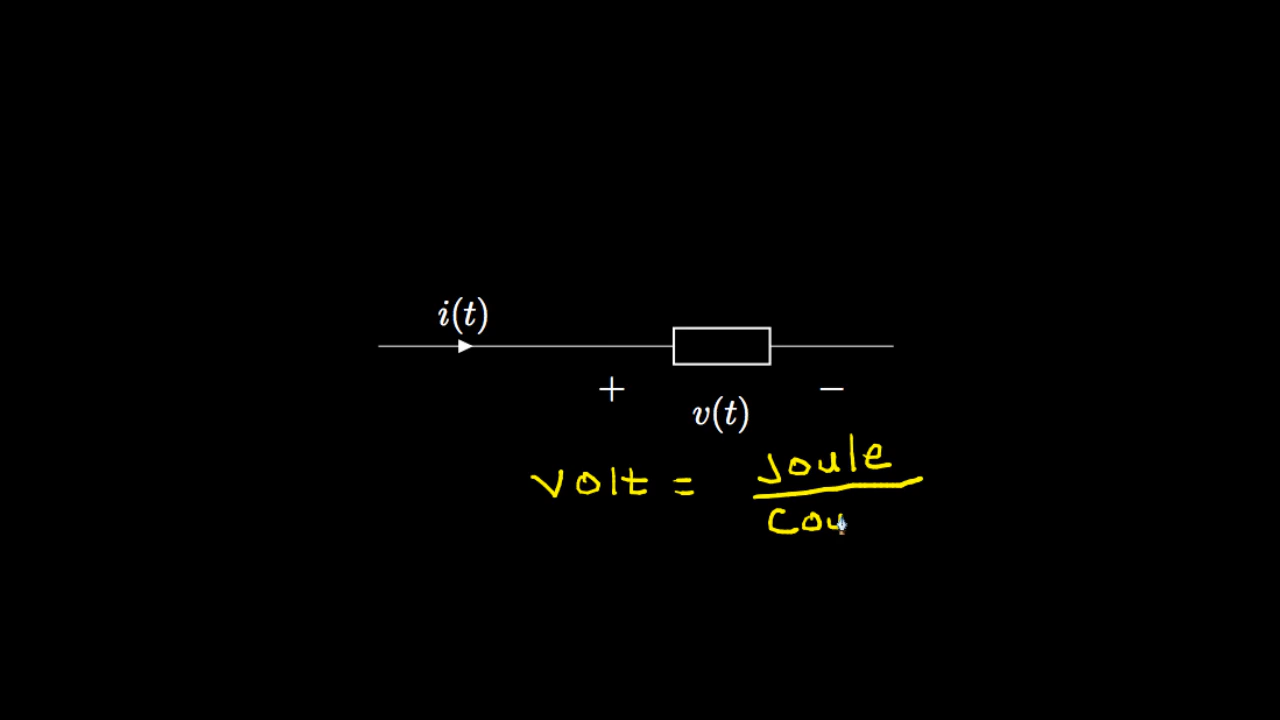 i(t)
+ −
v(t)
volt = Joule
Cou